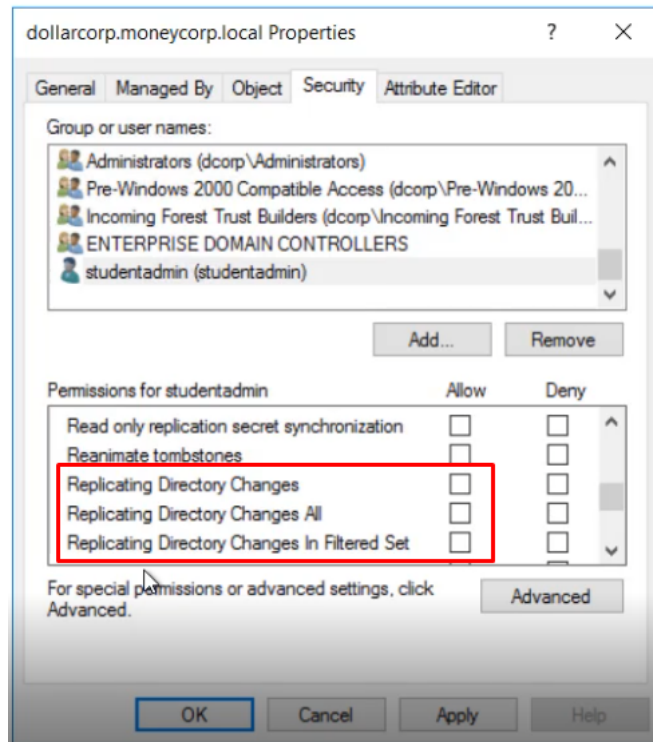 dollarcorp.moneycorp.local Properties ?
General Managed By Object Security Attribute Editor
Group or user names:
Administrators (dcorp\Administrators)
Pre-Windows 2000 Compatible Access (dcorp\Pre-Windows 20...
Incoming Forest Trust Builders (dcorp\Incoming Forest Trust Buil...
ENTERPRISE DOMAIN CONTROLLERS
studentadmin (studentadmin)
Add... Remove
Permissions for studentadmin Allow Deny
Read only replication secret synchronization
Reanimate tombstones
Replicating Directory Changes
Replicating Directory Changes All
Replicating Directory Changes In Filtered Set
For special permissions or advanced settings, click
Advanced.
Advanced
OK Cancel Apply Help